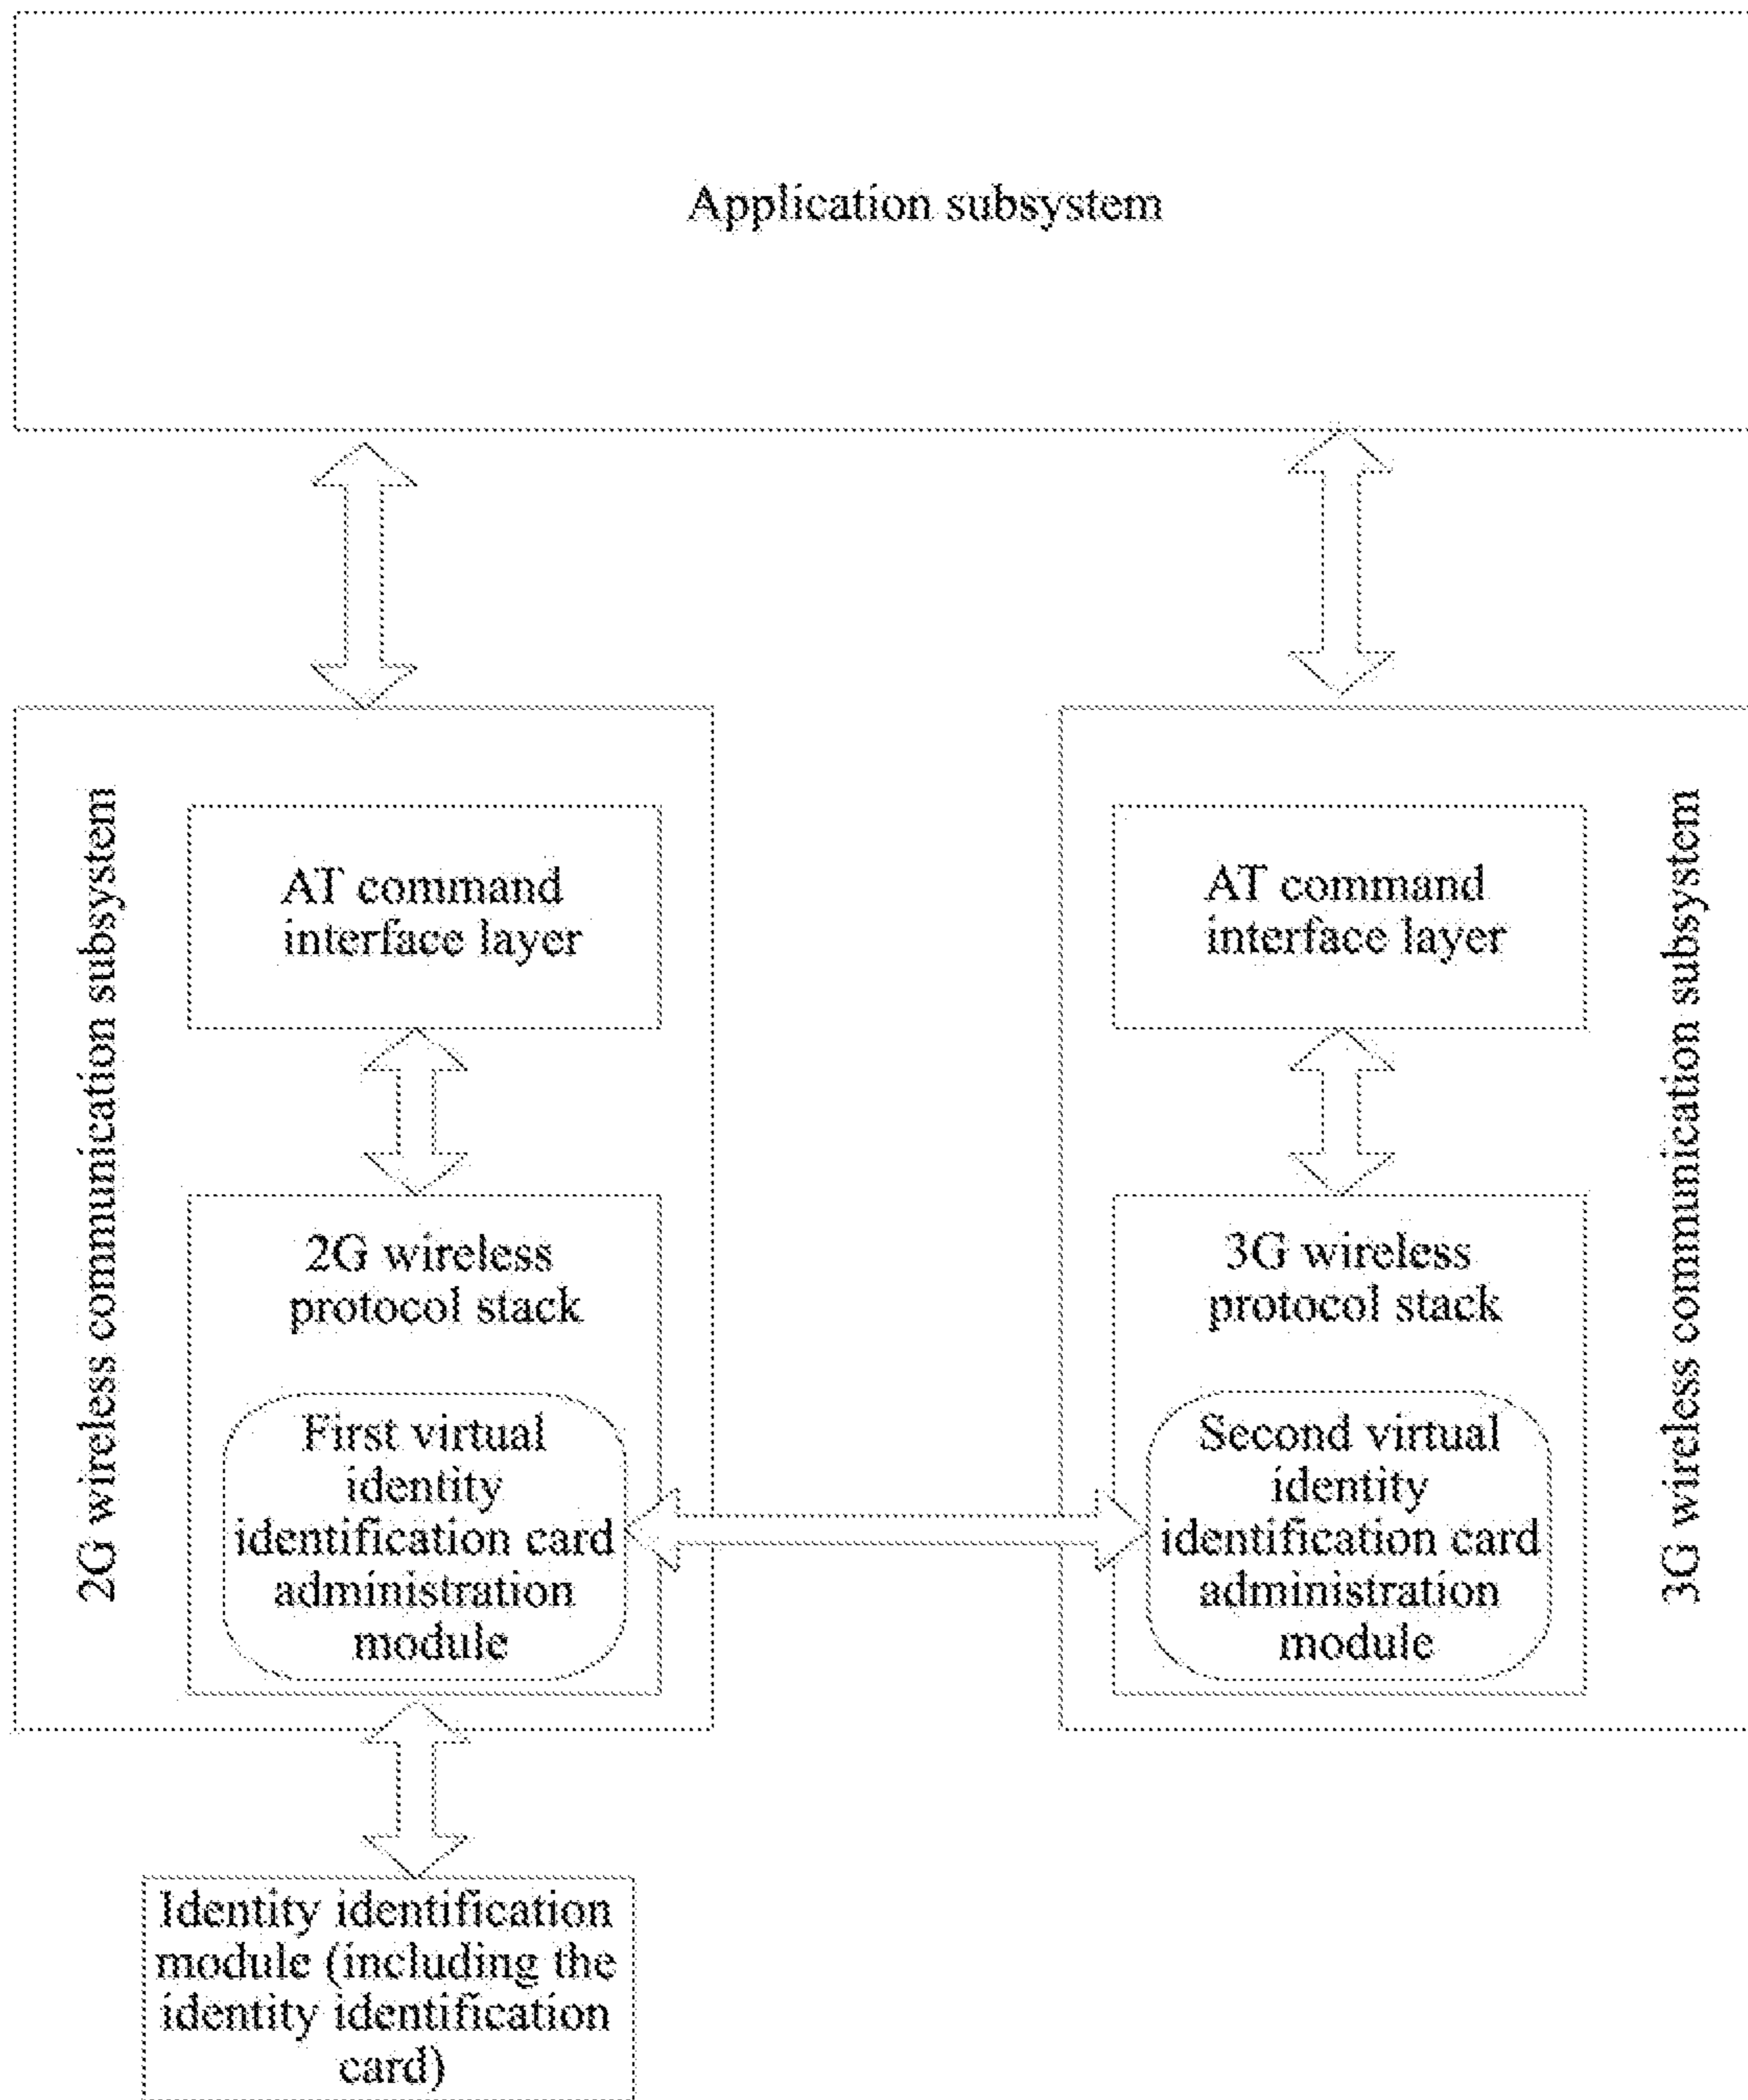 Application subsystem
2G wireless communication subsystem
AT command
interface layer
2G wireless
protocol stack
First virtual
identity
identification card
administration
module
AT command
interface layer
3G wireless
protocol stack
Second virtual
identity
identification card
administration
module
3G wireless communication subsystem
Identity identification
module (including the
identity identification
card)